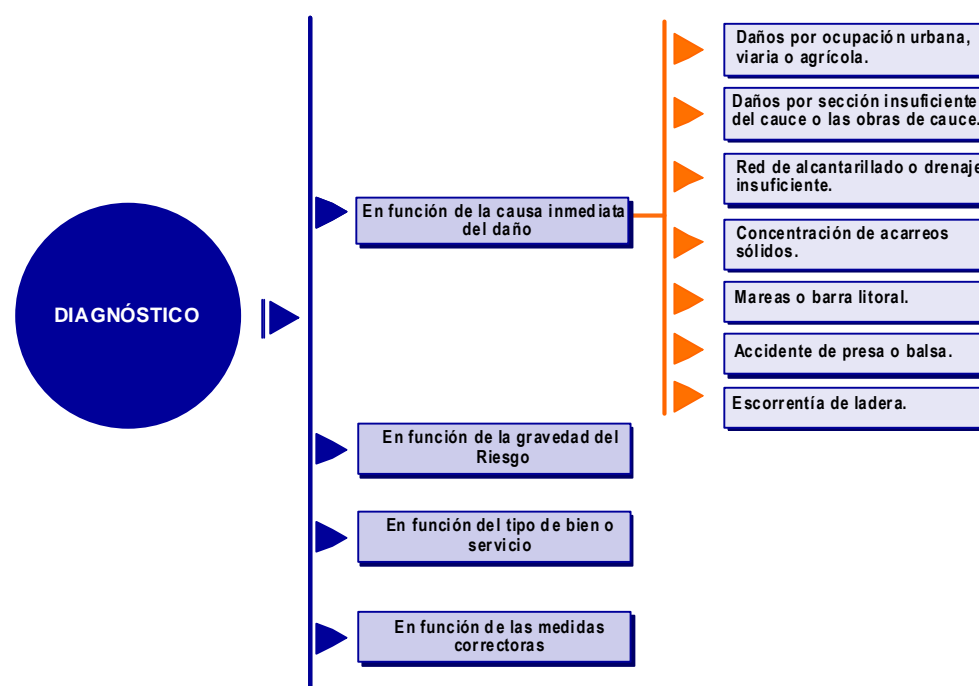 DIAGNÓSTICO
En función de la causa inmediata
del daño
En función de la gravedad del
Riesgo
En función del tipo de bien o
servicio
En función de las medidas
correctoras
Daños por ocupación urbana,
viaria o agrícola.
Daños por sección insuficiente
del cauce o las obras de cauce.
Red de alcantarillado o drenaje
insuficiente.
Concentración de acarreos
sólidos.
Mareas o barra litoral.
Accidente de presa o balsa.
Escorrentía de ladera.